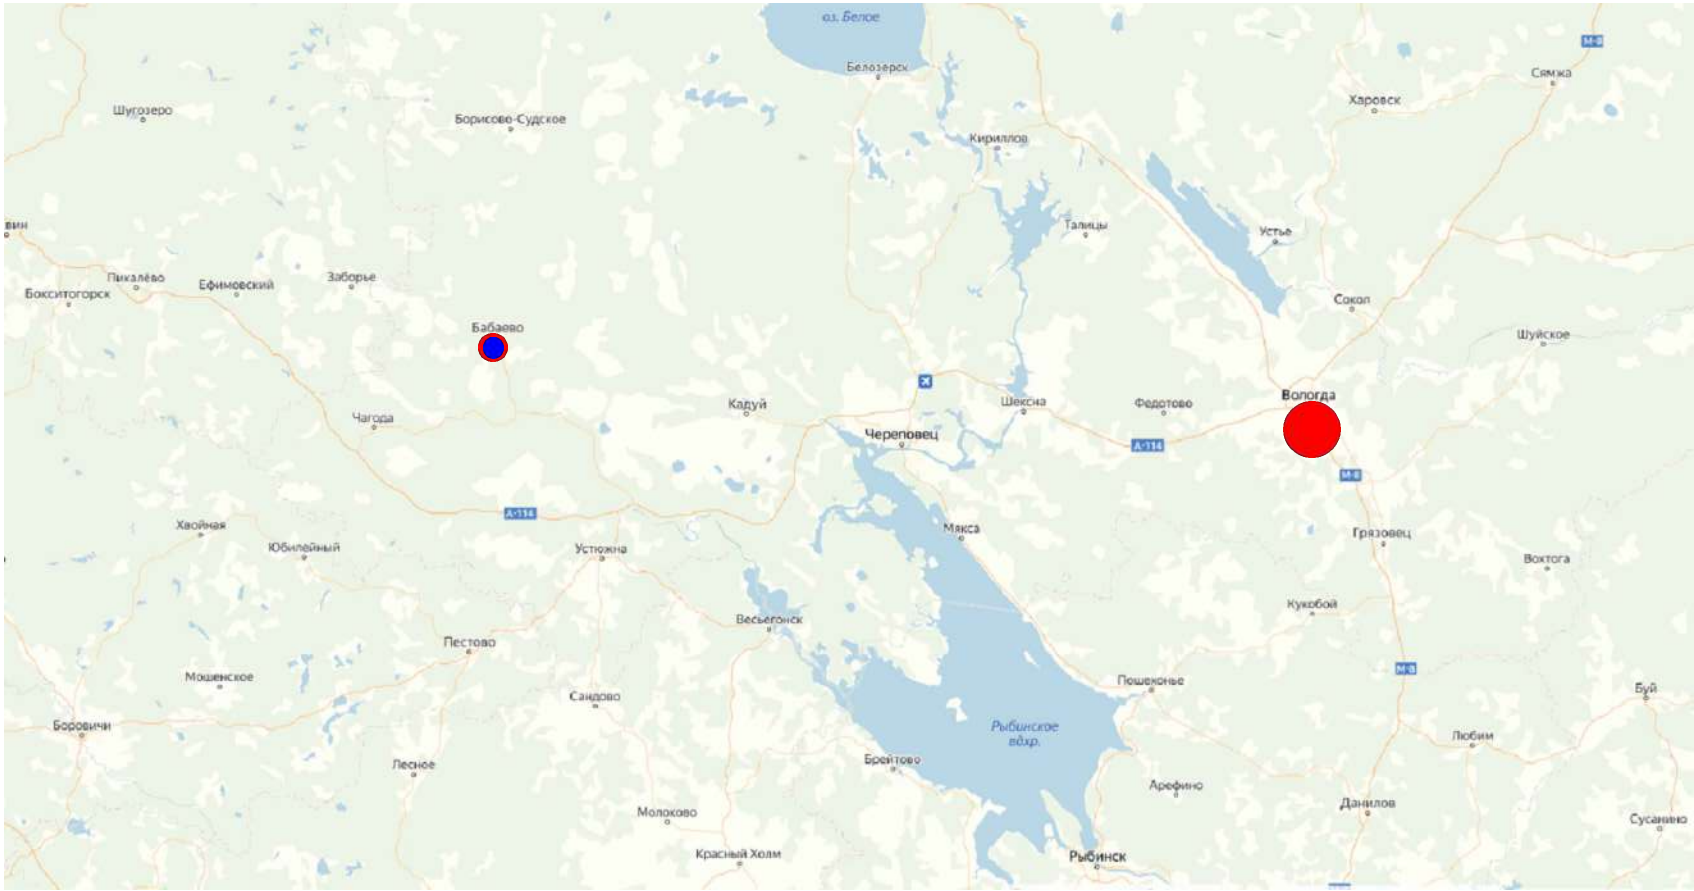 оз. Белое
М-8
Белозерск
Сямжа
Харовск
Шугозеро
Борисово-Судское
Кириллов
вин
Талицы
Устье
Пикалёво
Ефимовский
Заборье
Бокситогорск
Сокол
Бабаево
Шуйское
Вологда
Кадуй
Шексна
Федотово
Чагода
Череповец
А-114
М-8
А-114
Хвойная
Мякса
Грязовец
Юбилейный
Устюжна
Вохтога
Кукобой
Весьегонск
Пестово
М-8
Мошенское
Пошехонье
Сандово
Буй
Боровичи
Рыбинское
вдхр.
Любим
Лесное
Брейтово
Арефино
Данилов
Молоково
Сусанино
Красный Холм
Рыбинск